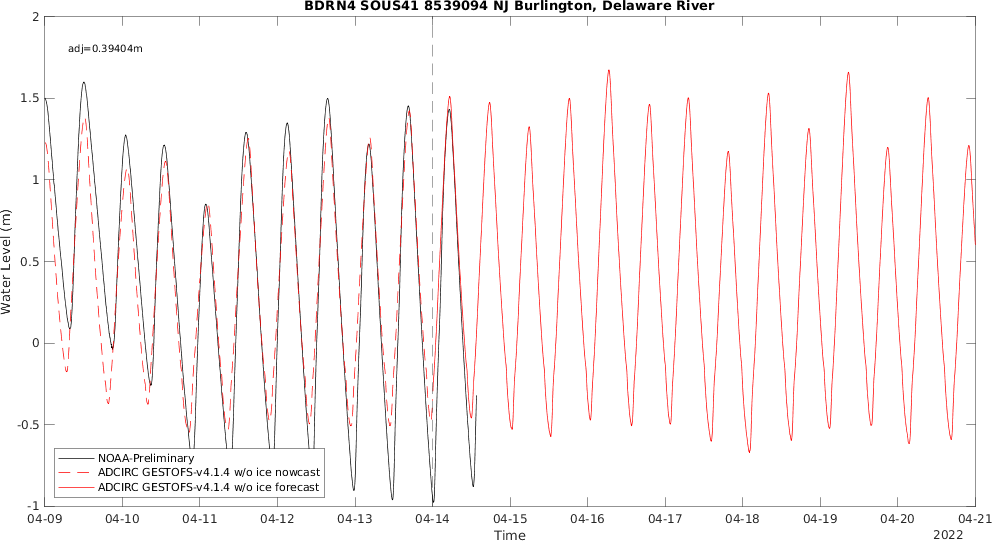 BDRN4 SOUS41 8539094 NJ Burlington, Delaware River
2
adj=0.39404m
1.5
1
0.5
0
-0.5
-1
Water Level (m)
NOAA-Preliminary
ADCIRC GESTOFS-v4.1.4 w/o ice nowcast
ADCIRC GESTOFS-v4.1.4 w/o ice forecast
04-09 04-10 04-11 04-12 04-13 04-14 04-15 04-16 04-17 04-18 04-19 04-20 04-21
Time
2022